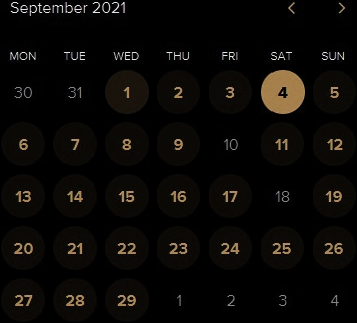 September 2021
MON TUE WED THU FRI SAT SUN
30 31 1 2 3 4 5
6 7 8 9 10 11 12
13 14 15 16 17 18 19
20 21 22 23 24 25 26
27 28 29 1 2 3 4